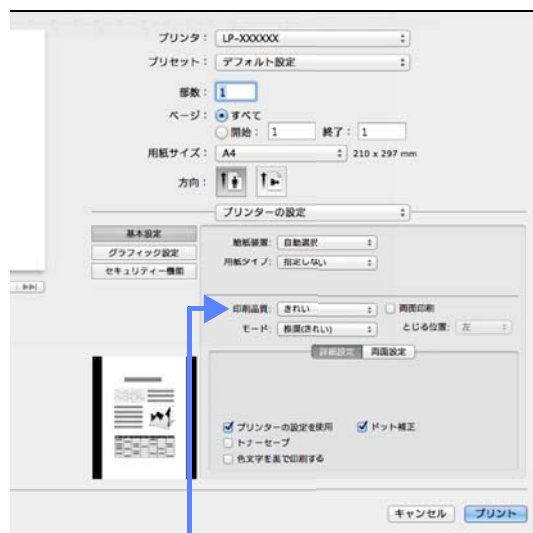 プリンタ： LP-XXXXXX
プリセット： デフォルト設定
部数： 1
ページ： すべて
開始： 1 終了： 1
用紙サイズ： A4 210 x 297 mm
方向：
プリンターの設定
基本設定
グラフィック設定
セキュリティー機能
給紙装置： 自動選択
用紙タイプ： 指定しない
印刷品質： きれい 両面印刷
モード： 推奨(きれい) とじる位置： 左
詳細設定 両面設定
プリンターの設定を使用 ドット補正
トナーセーブ
色文字を黒で印刷する
キャンセル プリント